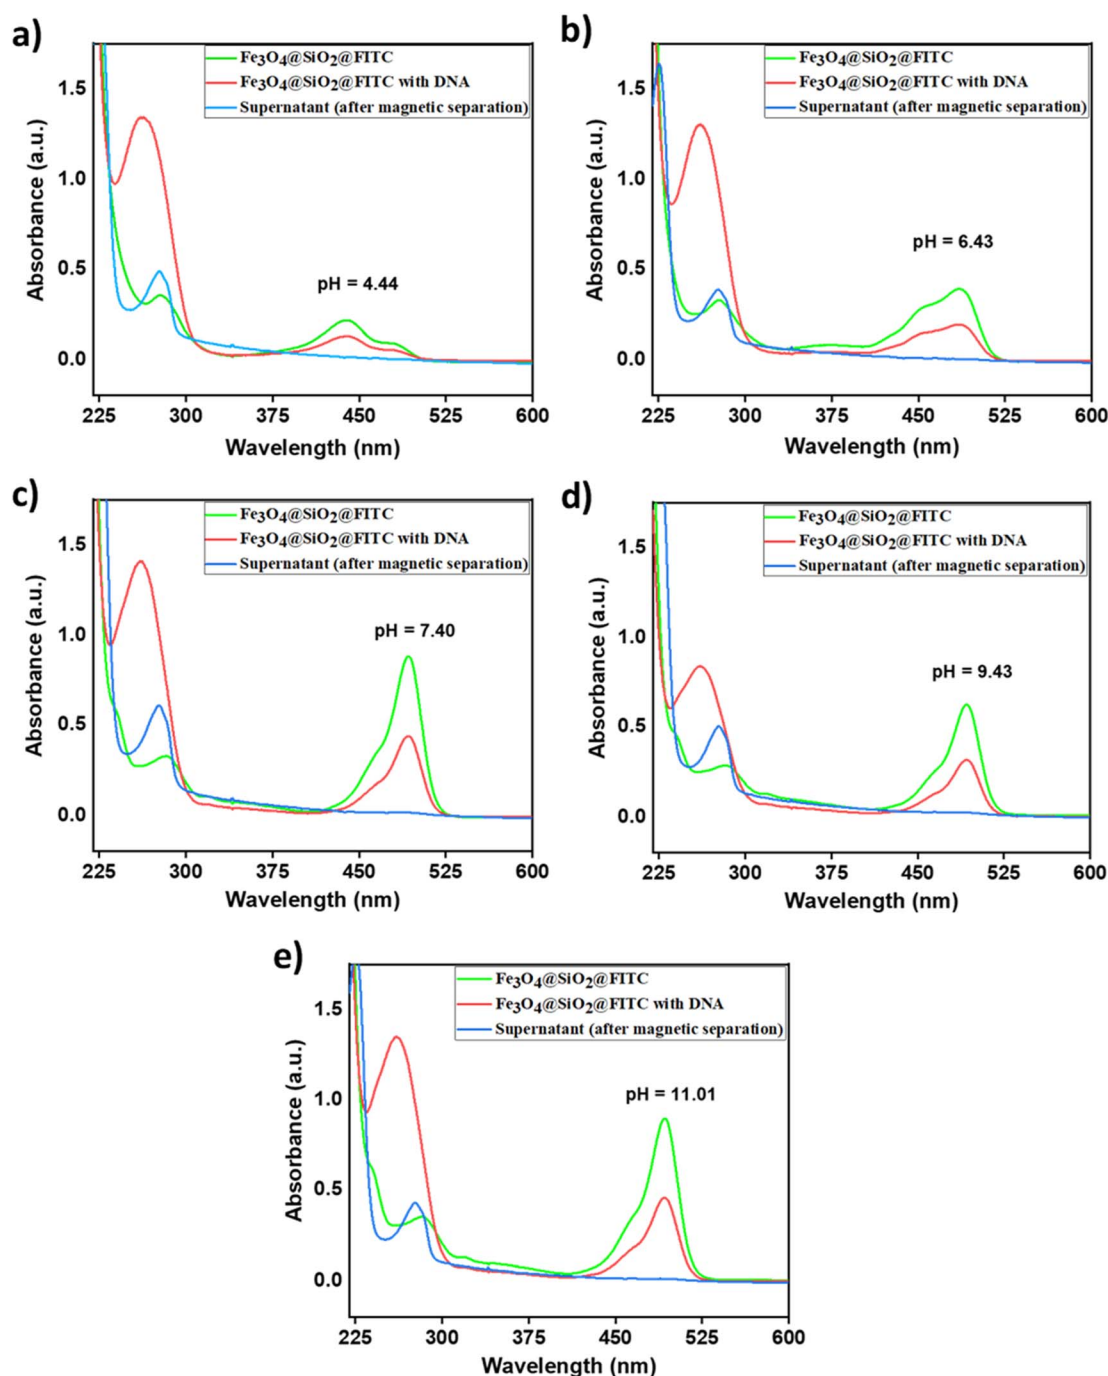 a)
Fe3O4@SiO2@FITC
Fe3O4@SiO2@FITC with DNA
Supernatant (after magnetic separation)
1.5
1.0
0.5
0.0
Absorbance (a.u.)
pH = 4.44
225 300 375 450 525 600
Wavelength (nm)
b)
Fe3O4@SiO2@FITC
Fe3O4@SiO2@FITC with DNA
Supernatant (after magnetic separation)
1.5
1.0
0.5
0.0
Absorbance (a.u.)
pH = 6.43
225 300 375 450 525 600
Wavelength (nm)
c)
Fe3O4@SiO2@FITC
Fe3O4@SiO2@FITC with DNA
Supernatant (after magnetic separation)
1.5
1.0
0.5
0.0
Absorbance (a.u.)
pH = 7.40
225 300 375 450 525 600
Wavelength (nm)
d)
Fe3O4@SiO2@FITC
Fe3O4@SiO2@FITC with DNA
Supernatant (after magnetic separation)
1.5
1.0
0.5
0.0
Absorbance (a.u.)
pH = 9.43
225 300 375 450 525 600
Wavelength (nm)
e)
Fe3O4@SiO2@FITC
Fe3O4@SiO2@FITC with DNA
Supernatant (after magnetic separation)
1.5
1.0
0.5
0.0
Absorbance (a.u.)
pH = 11.01
225 300 375 450 525 600
Wavelength (nm)